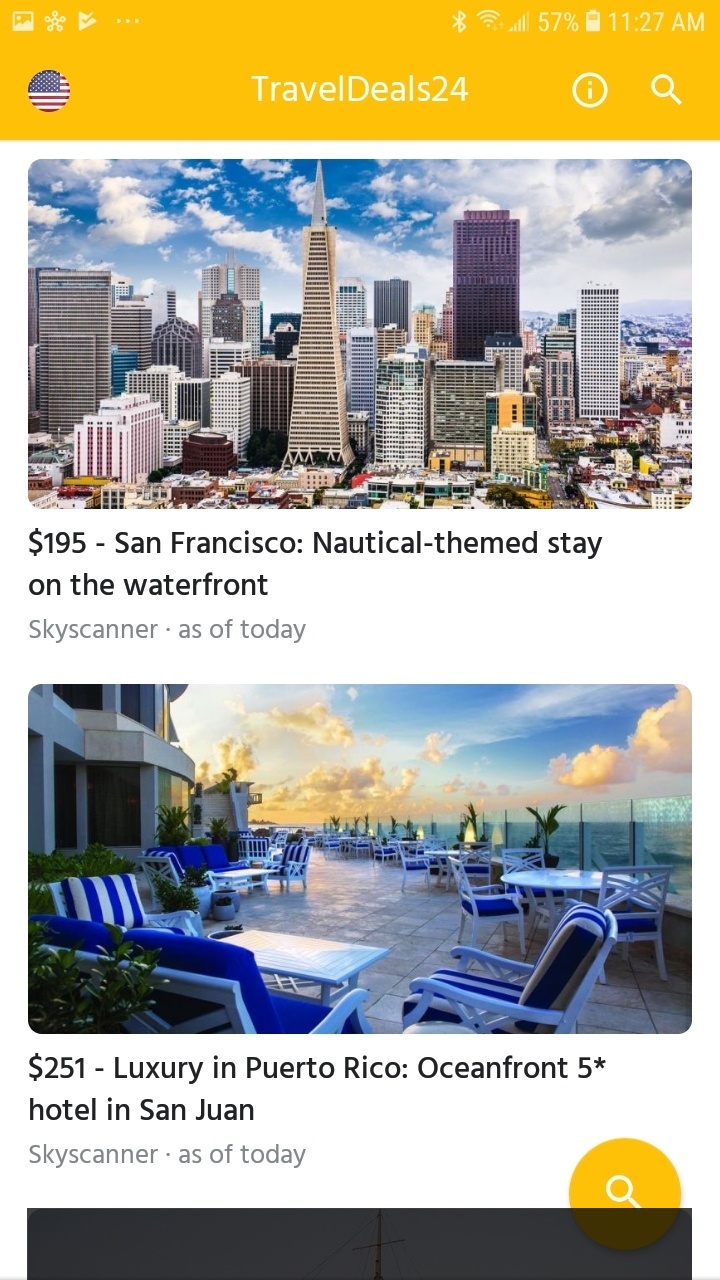 57% 11:27 AM
TravelDeals24
$195 - San Francisco: Nautical-themed stay
on the waterfront
Skyscanner · as of today
$251 - Luxury in Puerto Rico: Oceanfront 5*
hotel in San Juan
Skyscanner · as of today